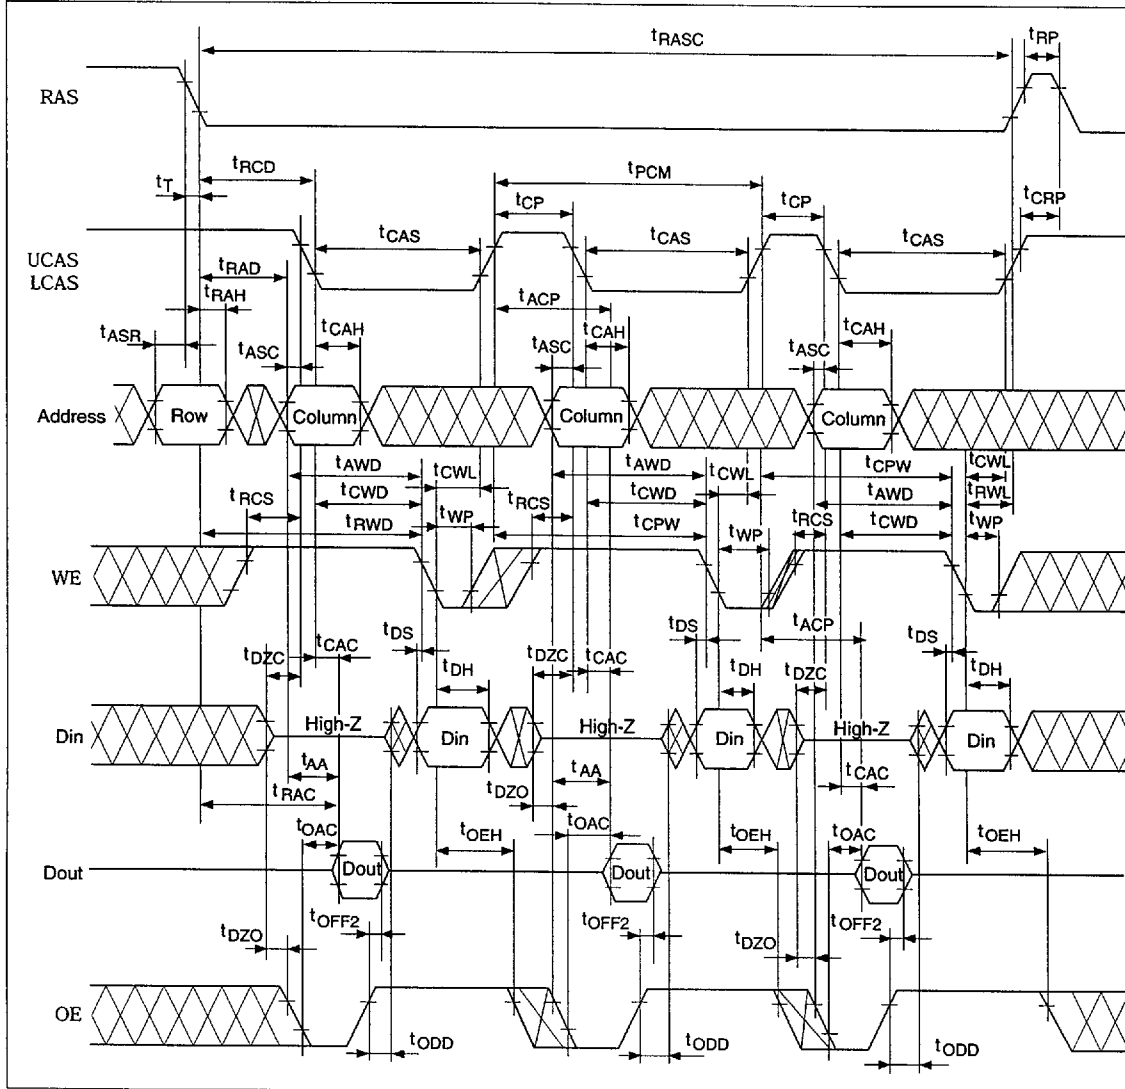 tRASC tRP
RAS
tRCD tPCM
tT tCP tCP tCRP
UCAS tCAS tCAS tCAS
LCAS tRAD
tRAH tACP
tASR tCAH tCAH tCAH
tASC tASC tASC
Address Row Column Column Column
tAWD tCWL tAWD tCPW tCWL
tRCS tCWD tRCS tCWD tAWD tRWL
tRWD tWP tCPW tWP tRCS tCWD tWP
WE
tDS tDS tACP tDS
tDZC tCAC tDH tDZC tCAC tDH tDZC tDH
Din High-Z Din High-Z Din High-Z Din
tAA tAA tCAC
tRAC tDZO
tOAC tOEH tOAC tOEH tOAC tOEH
Dout Dout Dout Dout
tDZO tOFF2 tOFF2 tDZO tOFF2
OE
tODD tODD tODD